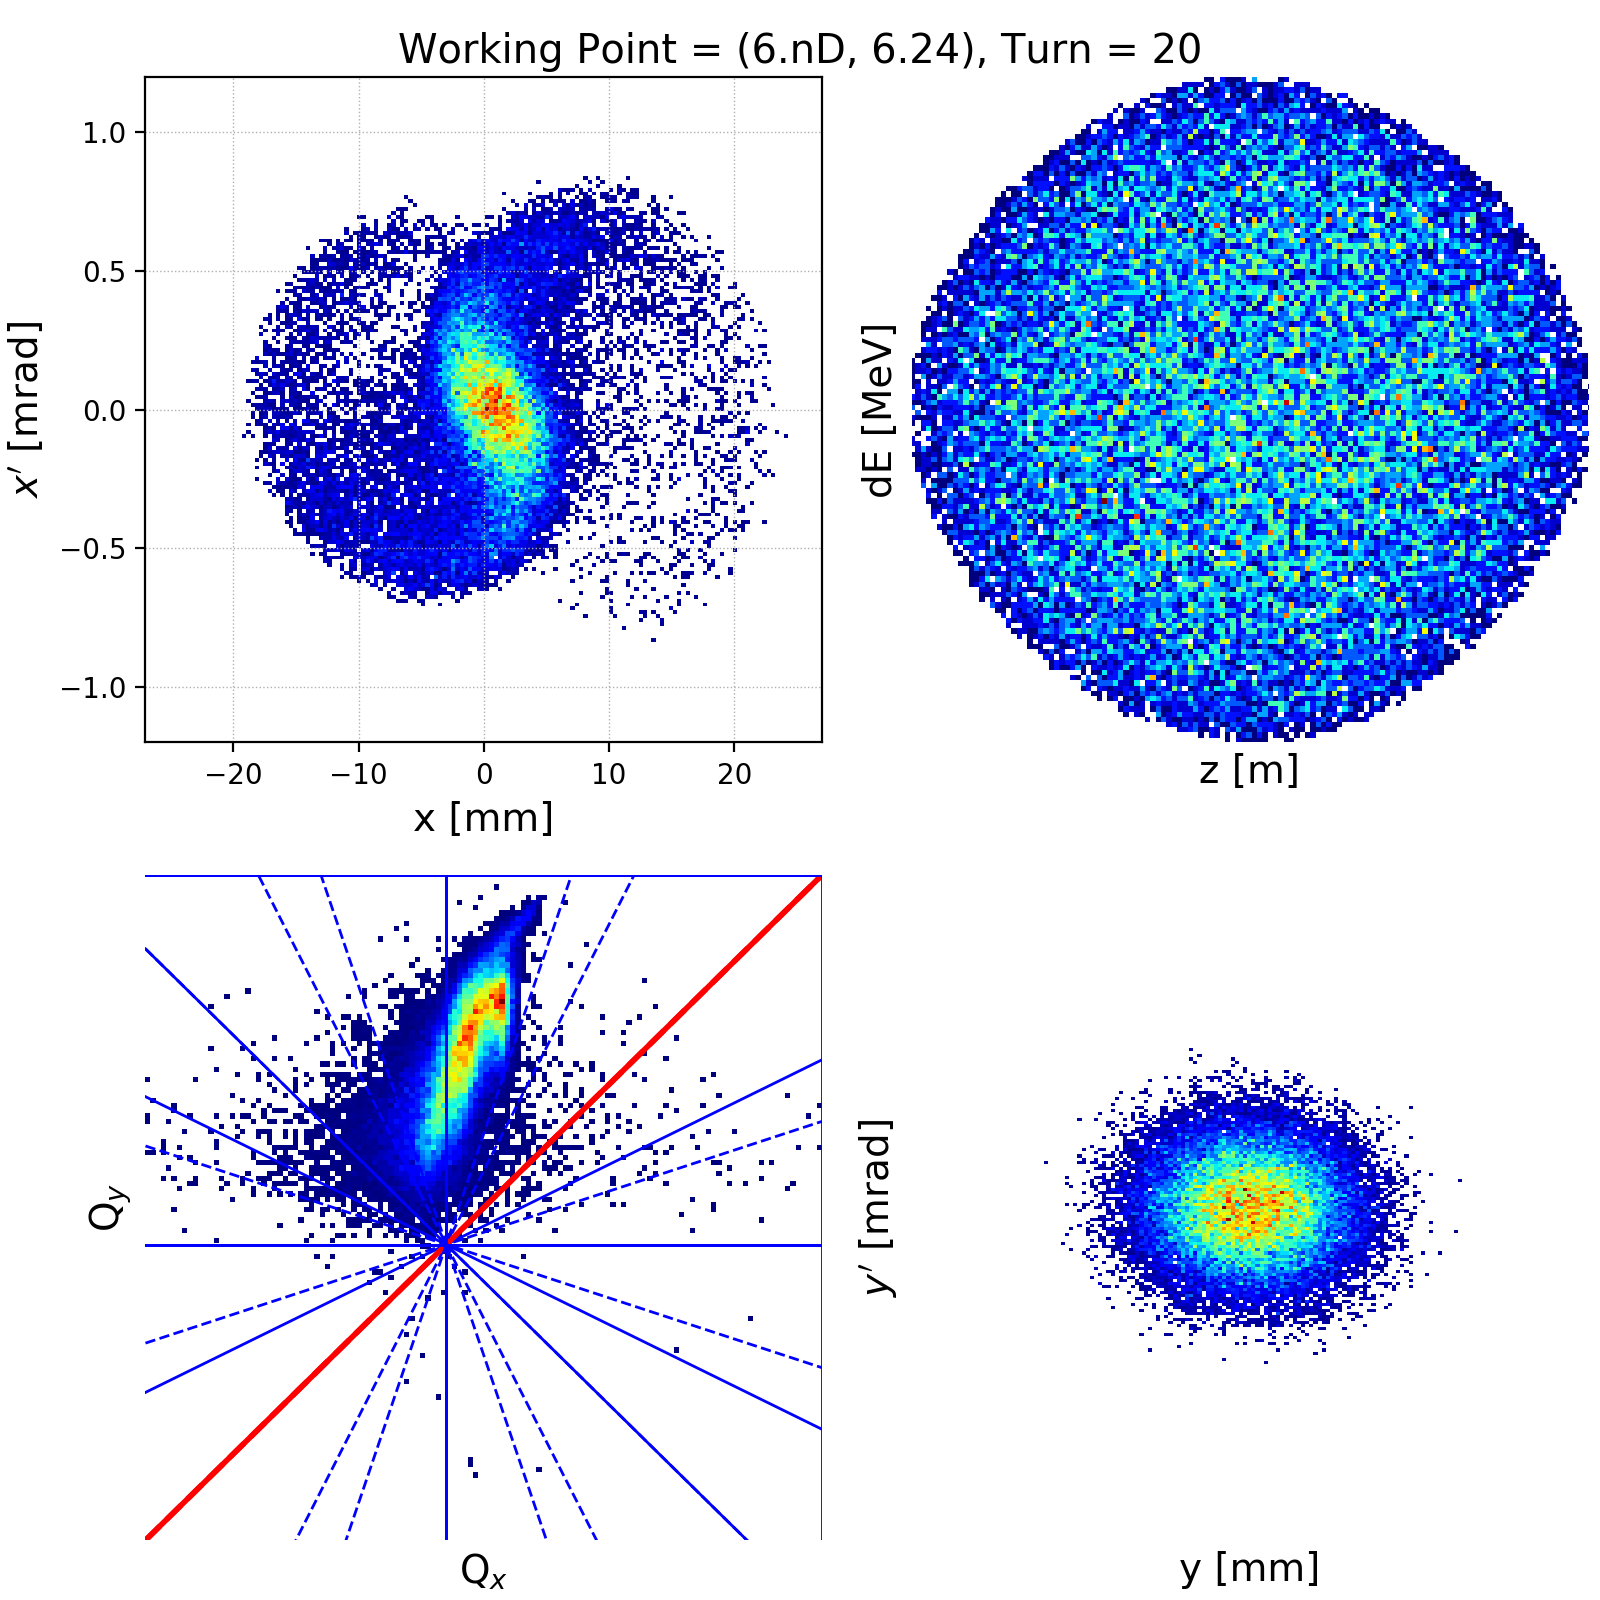 Working Point = (6.nD, 6.24), Turn = 20
1.0
0.5
0.0
−0.5
−1.0
x′ [mrad]
−20 −10 0 10 20
x [mm]
dE [MeV]
z [m]
Qy
Qx
y′ [mrad]
y [mm]